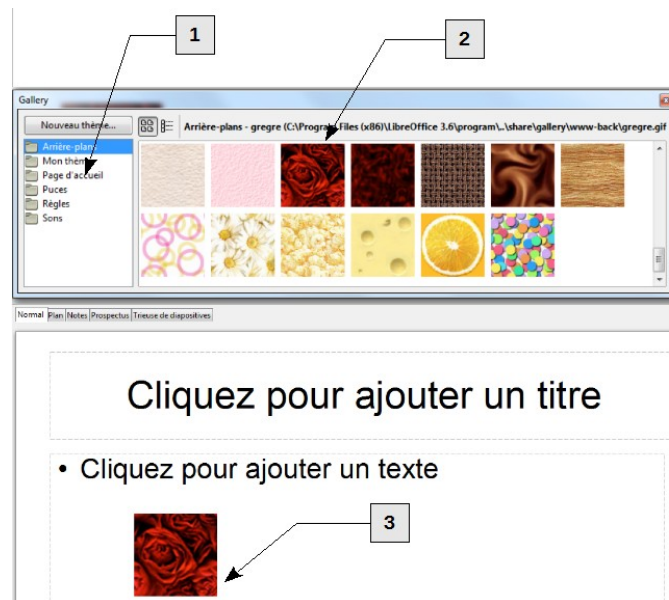 1
2
Gallery
Nouveau thème...
Arrière-plans - gregre (C:\Program Files (x86)\LibreOffice 3.6\program\..\share\gallery\www-back\gregre.gif
Arrière-plans
Mon thème
Page d'accueil
Puces
Règles
Sons
Normal Plan Notes Prospectus Trieuse de diapositives
Cliquez pour ajouter un titre
• Cliquez pour ajouter un texte
3